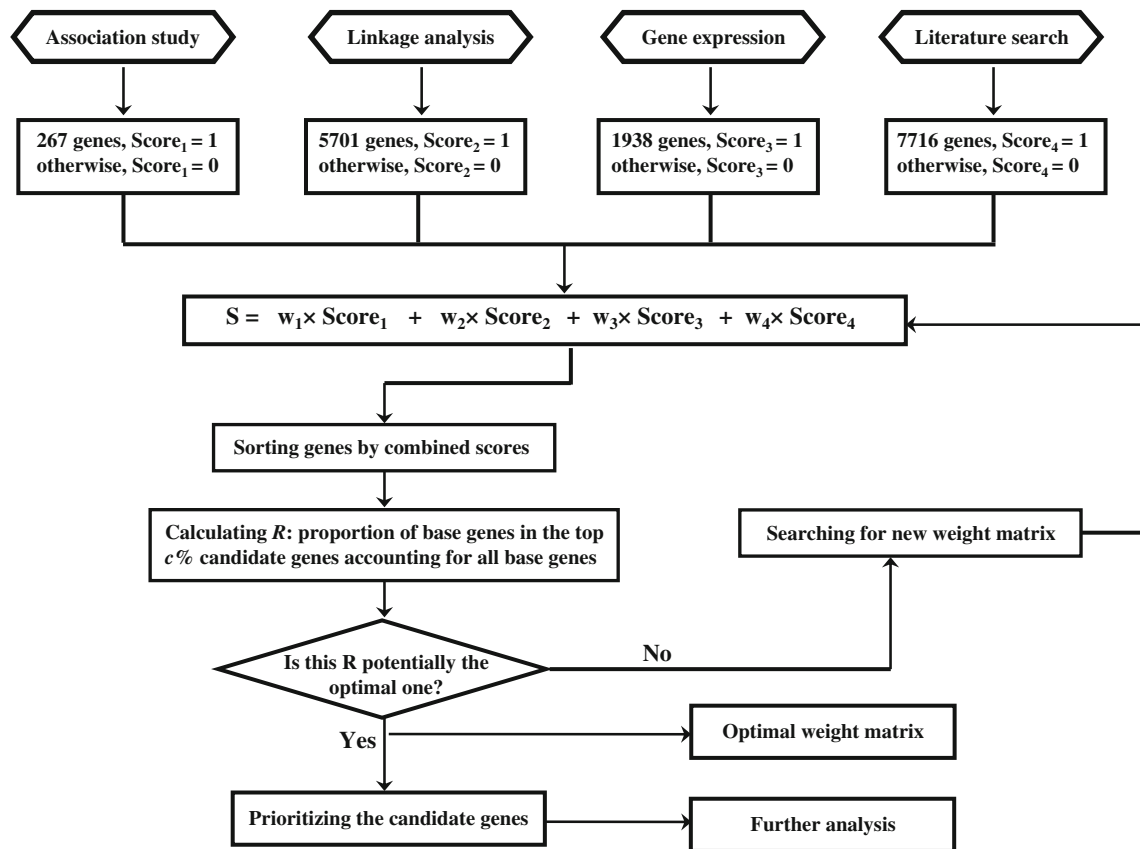 Association study
Linkage analysis
Gene expression
Literature search
267 genes, Score₁ = 1
otherwise, Score₁ = 0
5701 genes, Score₂ = 1
otherwise, Score₂ = 0
1938 genes, Score₃ = 1
otherwise, Score₃ = 0
7716 genes, Score₄ = 1
otherwise, Score₄ = 0
S = w₁× Score₁ + w₂× Score₂ + w₃× Score₃ + w₄× Score₄
Sorting genes by combined scores
Calculating R: proportion of base genes in the top
c% candidate genes accounting for all base genes
Searching for new weight matrix
Is this R potentially the
optimal one?
No
Yes
Optimal weight matrix
Prioritizing the candidate genes
Further analysis